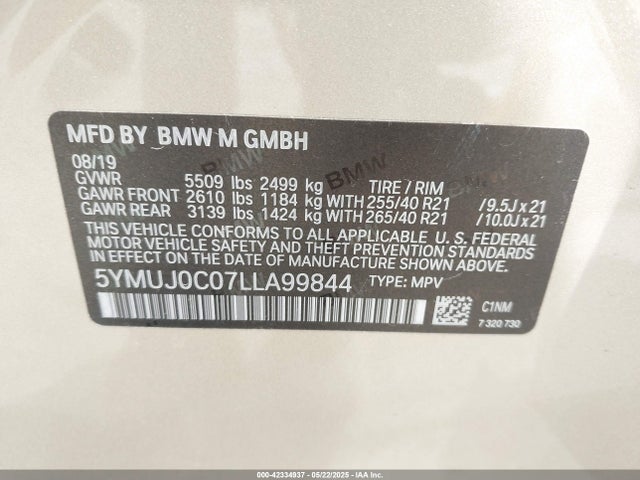 MFD BY BMW M GMBH
08/19
GVWR 5509 lbs 2499 kg TIRE / RIM
GAWR FRONT 2610 lbs 1184 kg WITH 255/40 R21 / 9.5J x 21
GAWR REAR 3139 lbs 1424 kg WITH 265/40 R21 / 10.0J x 21
THIS VEHICLE CONFORMS TO ALL APPLICABLE U.S. FEDERAL
MOTOR VEHICLE SAFETY AND THEFT PREVENTION STANDARDS
IN EFFECT ON THE DATE OF MANUFACTURE SHOWN ABOVE.
5YMUJ0C07LLA99844 TYPE: MPV
C1NM
7 320 730
000-42334937 - 05/22/2025 - IAAI.COM